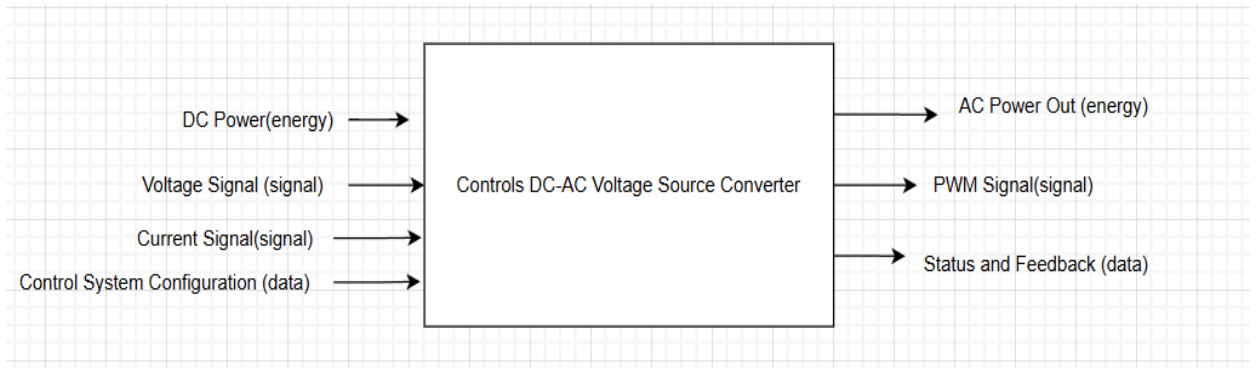 DC Power(energy)
Voltage Signal (signal)
Current Signal(signal)
Control System Configuration (data)
Controls DC-AC Voltage Source Converter
AC Power Out (energy)
PWM Signal(signal)
Status and Feedback (data)